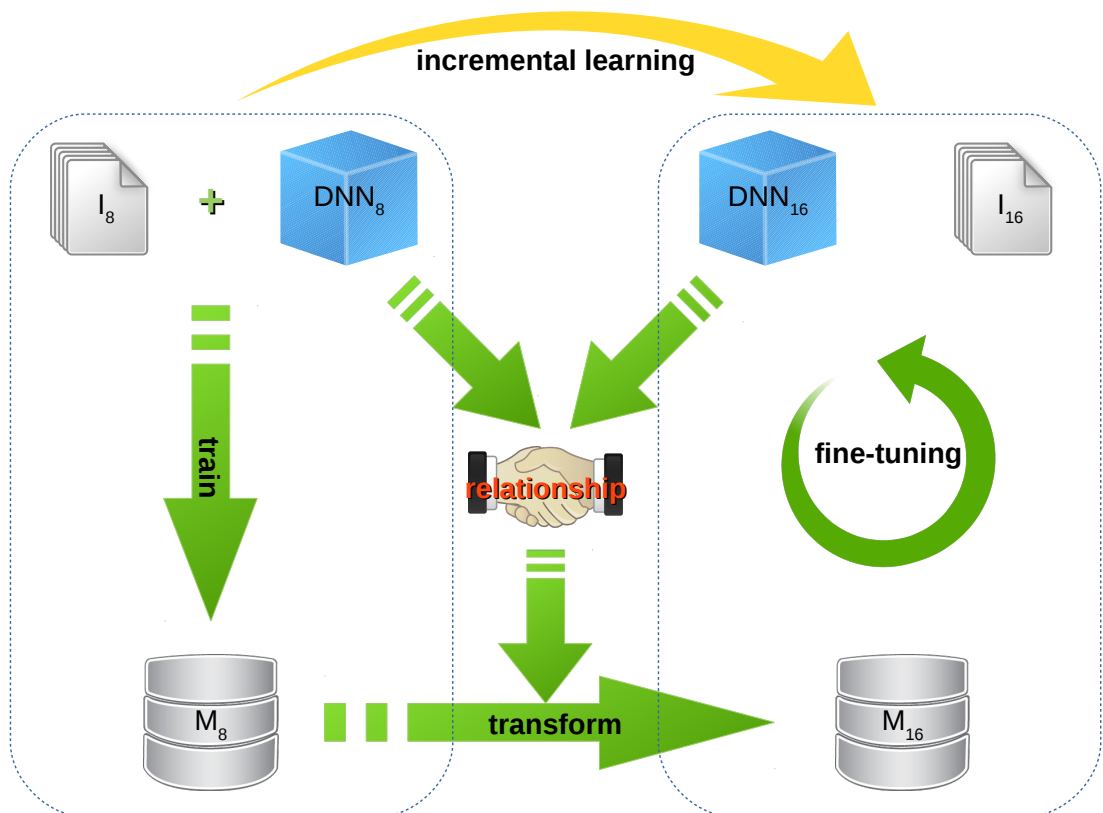 incremental learning
I8
+
DNN8
DNN16
I16
train
relationship
fine-tuning
M8
transform
M16